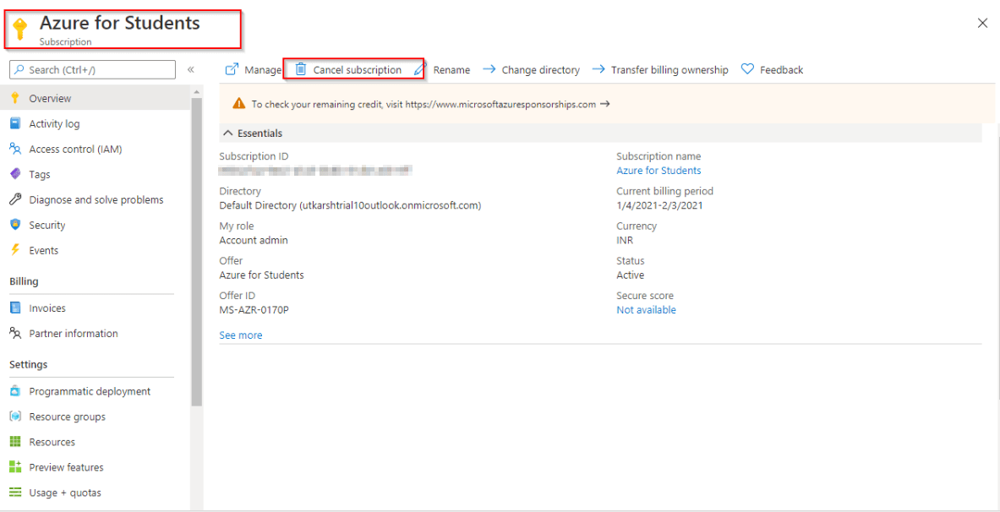 Azure for Students
Subscription
Search (Ctrl+/)
«
Manage
Cancel subscription
Rename
Change directory
Transfer billing ownership
Feedback
Overview
Activity log
Access control (IAM)
Tags
Diagnose and solve problems
Security
Events
Billing
Invoices
Partner information
Settings
Programmatic deployment
Resource groups
Resources
Preview features
Usage + quotas
To check your remaining credit, visit https://www.microsoftazuresponsorships.com →
Essentials
Subscription ID
Directory
Default Directory (utkarshtrial10outlook.onmicrosoft.com)
My role
Account admin
Offer
Azure for Students
Offer ID
MS-AZR-0170P
See more
Subscription name
Azure for Students
Current billing period
1/4/2021-2/3/2021
Currency
INR
Status
Active
Secure score
Not available